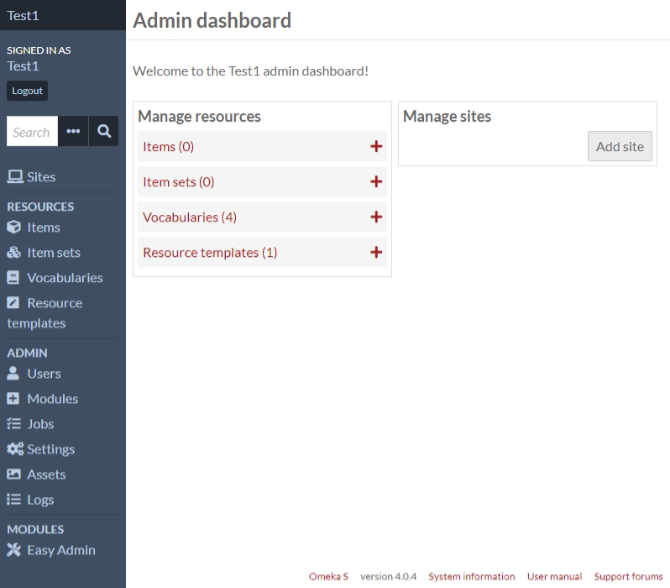 Test1
SIGNED IN AS
Test1
Logout
Search
Sites
RESOURCES
Items
Item sets
Vocabularies
Resource
templates
ADMIN
Users
Modules
Jobs
Settings
Assets
Logs
MODULES
Easy Admin
Admin dashboard
Welcome to the Test1 admin dashboard!
Manage resources
Items (0)
Item sets (0)
Vocabularies (4)
Resource templates (1)
Manage sites
Add site
Omeka S version 4.0.4 System information User manual Support forums